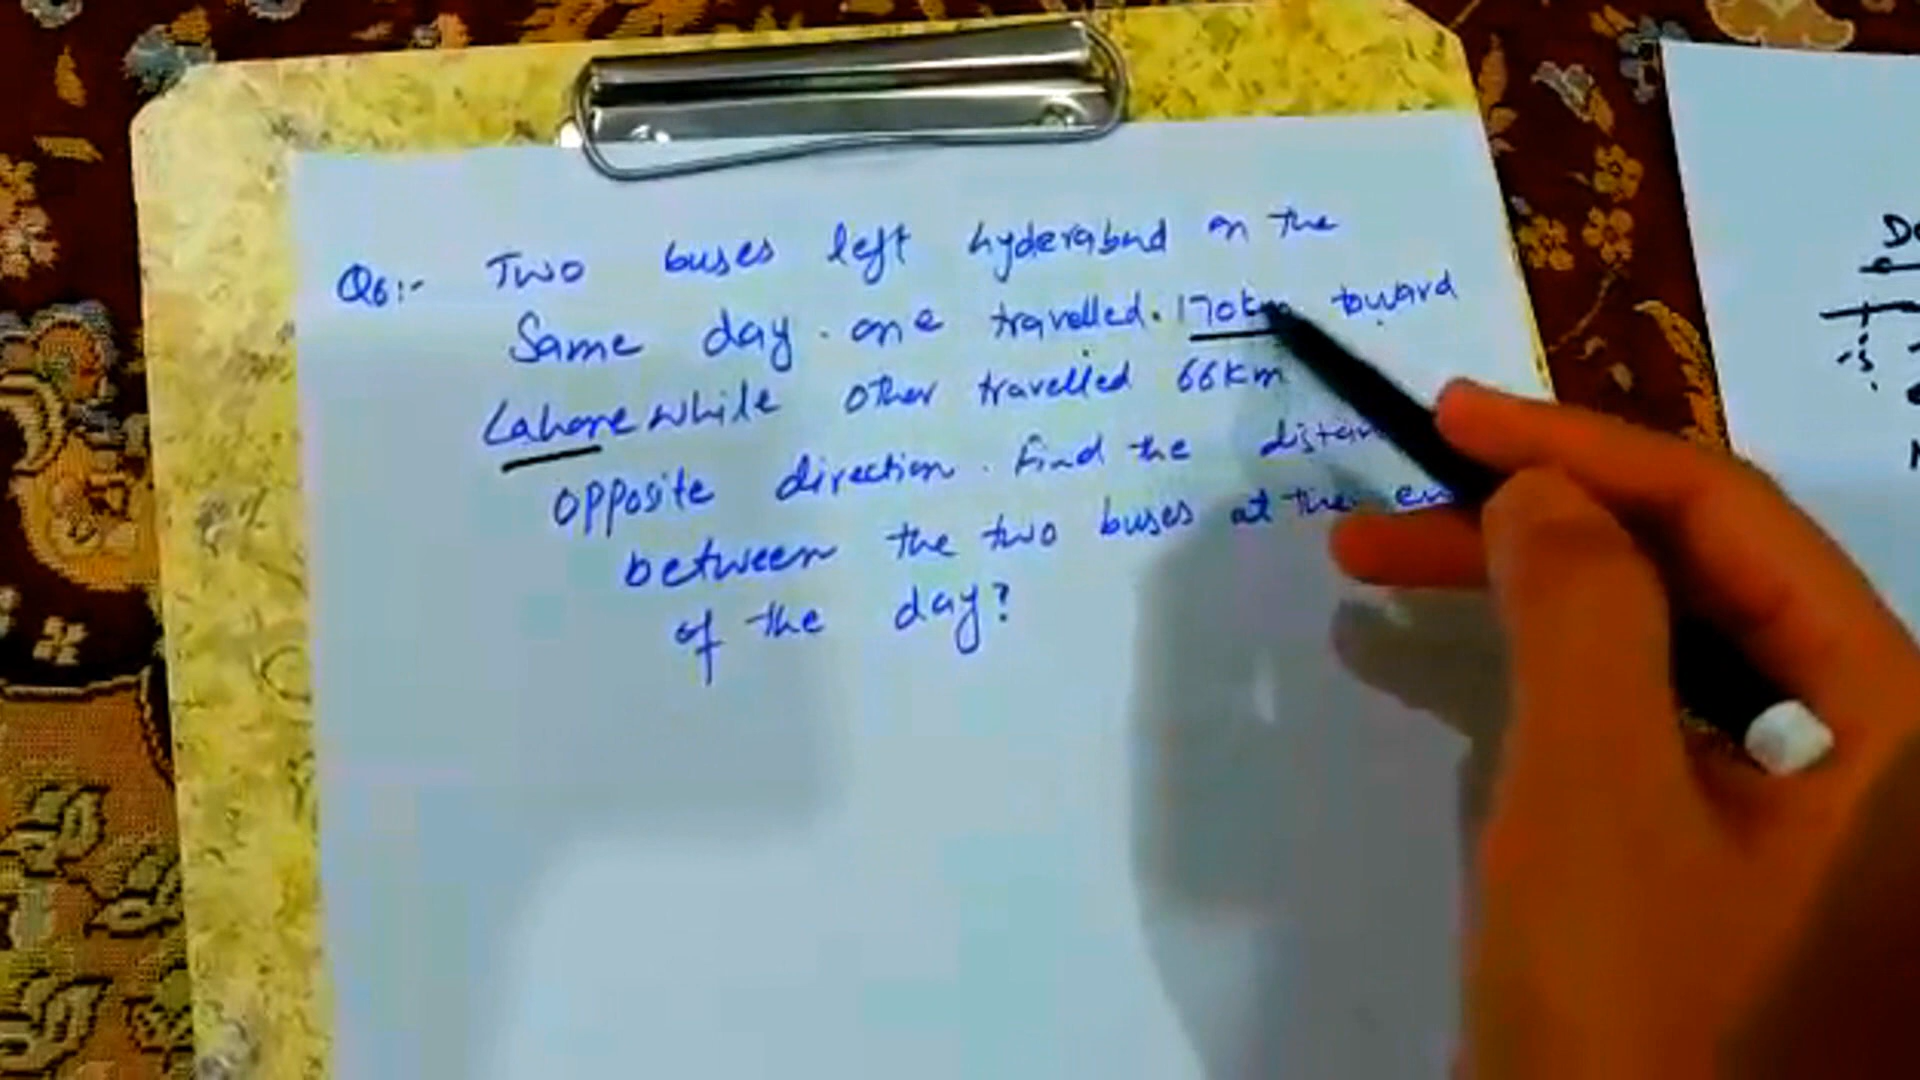 Q6:- Two buses left hyderabad on the
Same day. one travelled. 170km toward
Lahore while other travelled 66km
opposite direction. Find the
between the two buses at the
of the day?